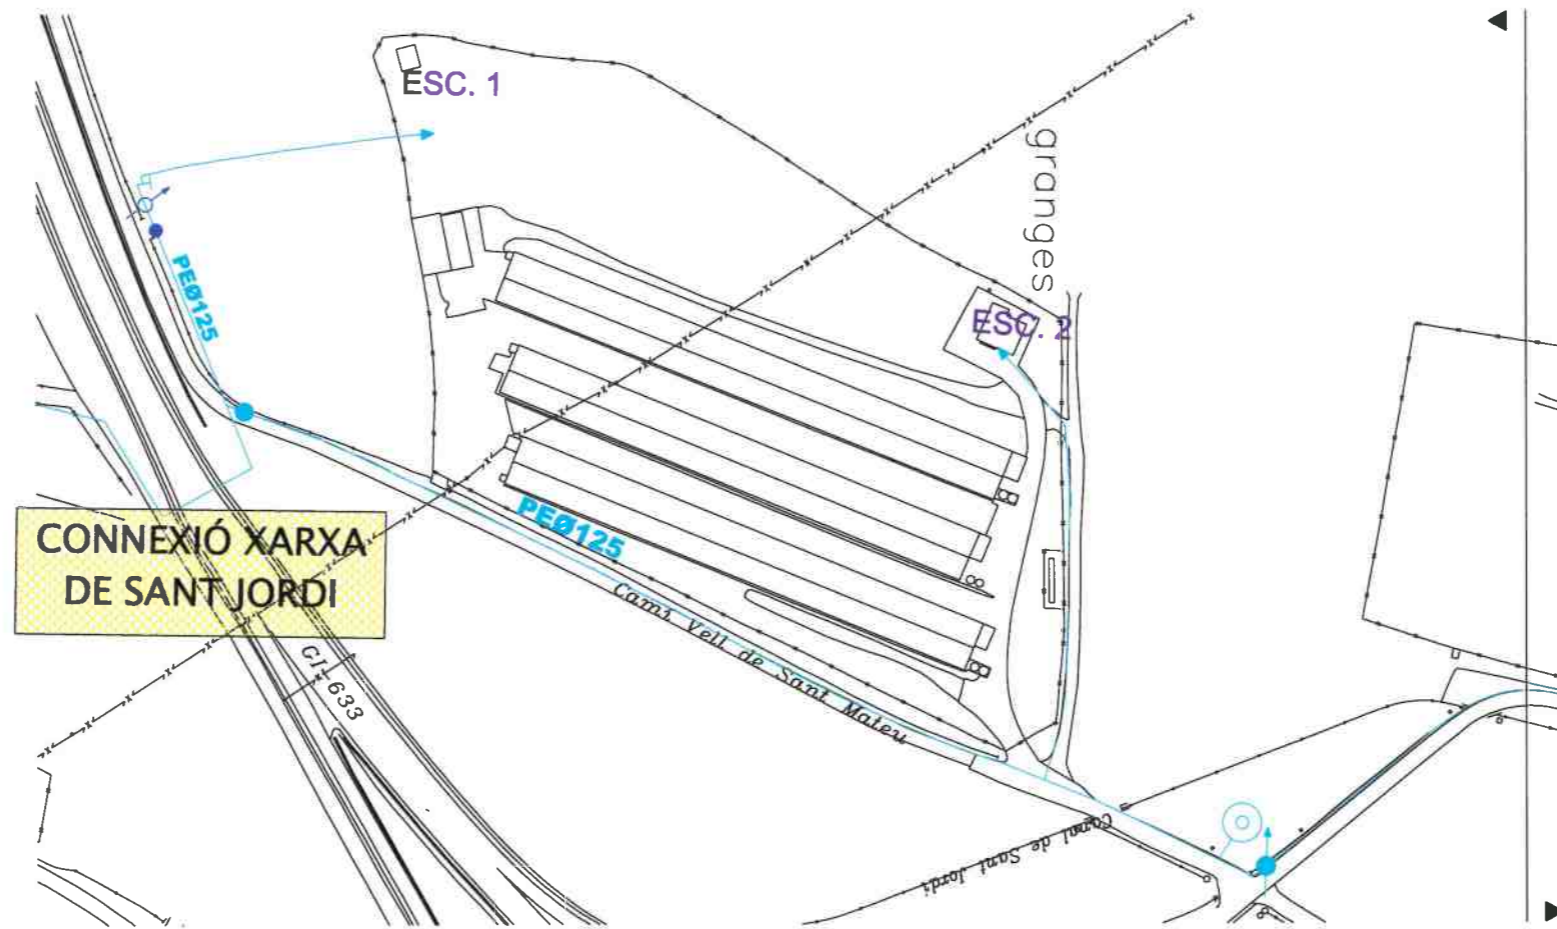 ESC. 1
granges
PEØ125
ESC. 2
PEØ125
CONNEXIÓ XARXA
DE SANT JORDI
Camí Vell de Sant Mateu
GI-633
Canal de Sant Jordi